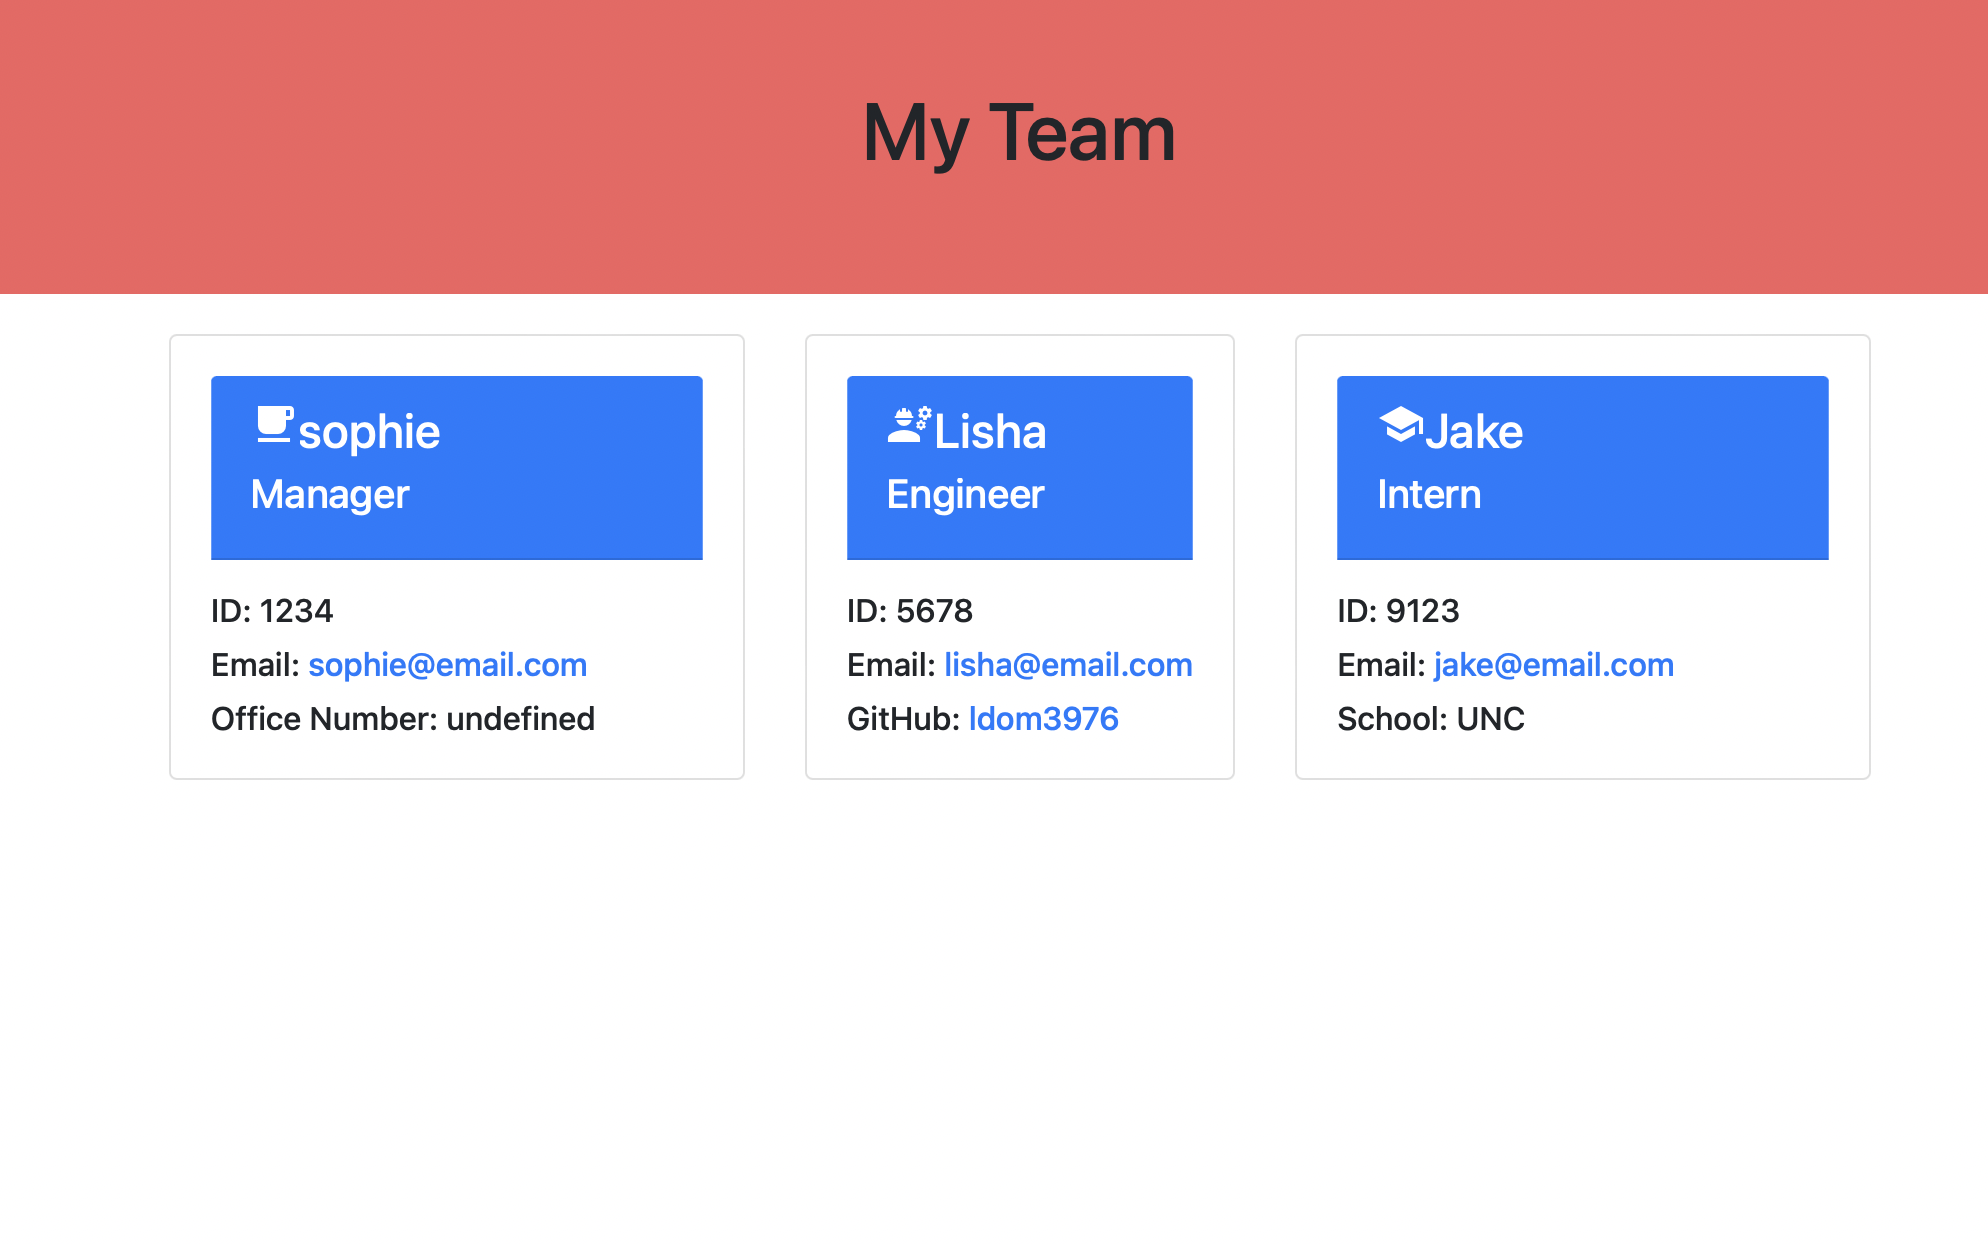 My Team
sophie
Manager
ID: 1234
Email: sophie@email.com
Office Number: undefined
Lisha
Engineer
ID: 5678
Email: lisha@email.com
GitHub: ldom3976
Jake
Intern
ID: 9123
Email: jake@email.com
School: UNC